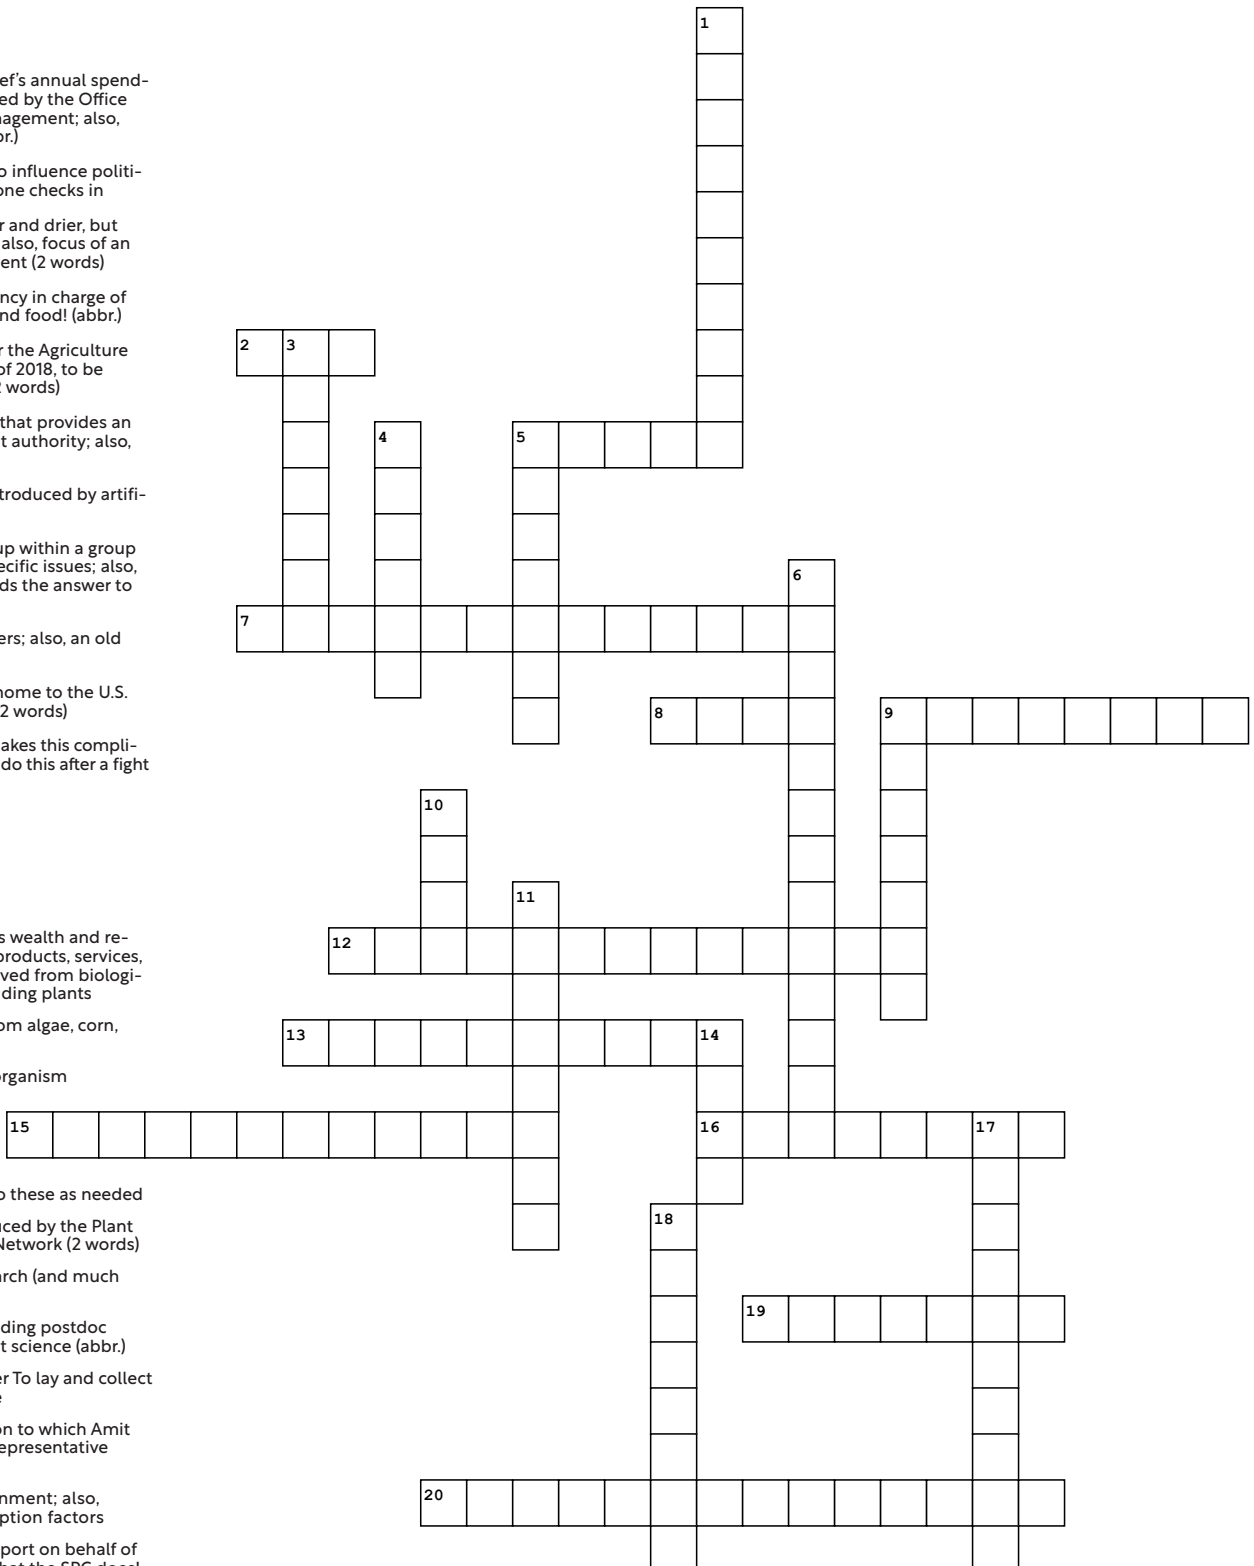 1
ef's annual spend-
ed by the Office
agement; also,
br.)
o influence politi-
one checks in
r and drier, but
also, focus of an
ent (2 words)
ncy in charge of
nd food! (abbr.)
2
3
r the Agriculture
of 2018, to be
2 words)
that provides an
t authority; also,
4
5
troduced by artifi-
up within a group
ecific issues; also,
ds the answer to
6
7
ers; also, an old
home to the U.S.
2 words)
8
9
akes this compli-
do this after a fight
10
11
s wealth and re-
products, services,
ved from biologi-
ding plants
12
om algae, corn,
13
14
organism
15
16
17
o these as needed
uced by the Plant
Network (2 words)
18
arch (and much
19
ding postdoc
t science (abbr.)
er To lay and collect
e
on to which Amit
epresentative
20
nment; also,
ption factors
port on behalf of
hat the SPC does!